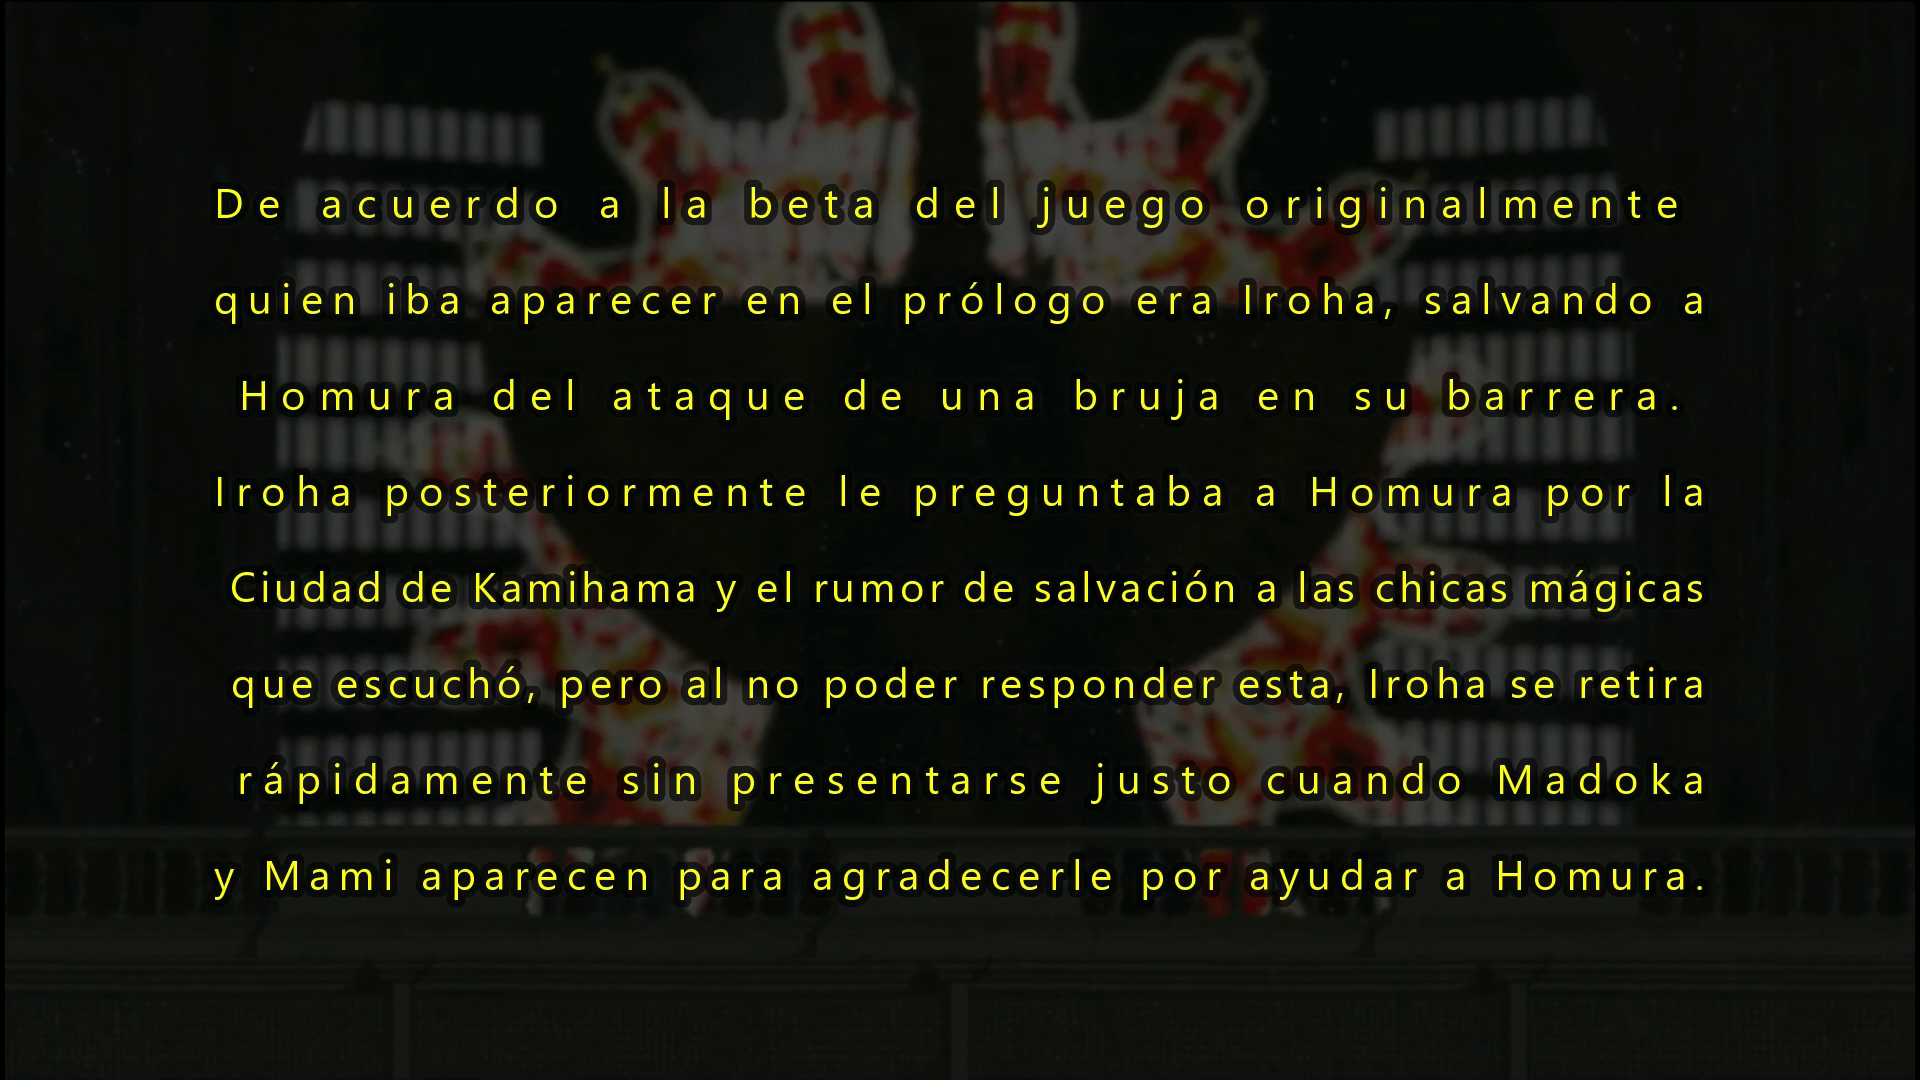 De acuerdo a la beta del juego originalmente
quien iba aparecer en el prólogo era Iroha, salvando a
Homura del ataque de una bruja en su barrera.
Iroha posteriormente le preguntaba a Homura por la
Ciudad de Kamihama y el rumor de salvación a las chicas mágicas
que escuchó, pero al no poder responder esta, Iroha se retira
rápidamente sin presentarse justo cuando Madoka
y Mami aparecen para agradecerle por ayudar a Homura.